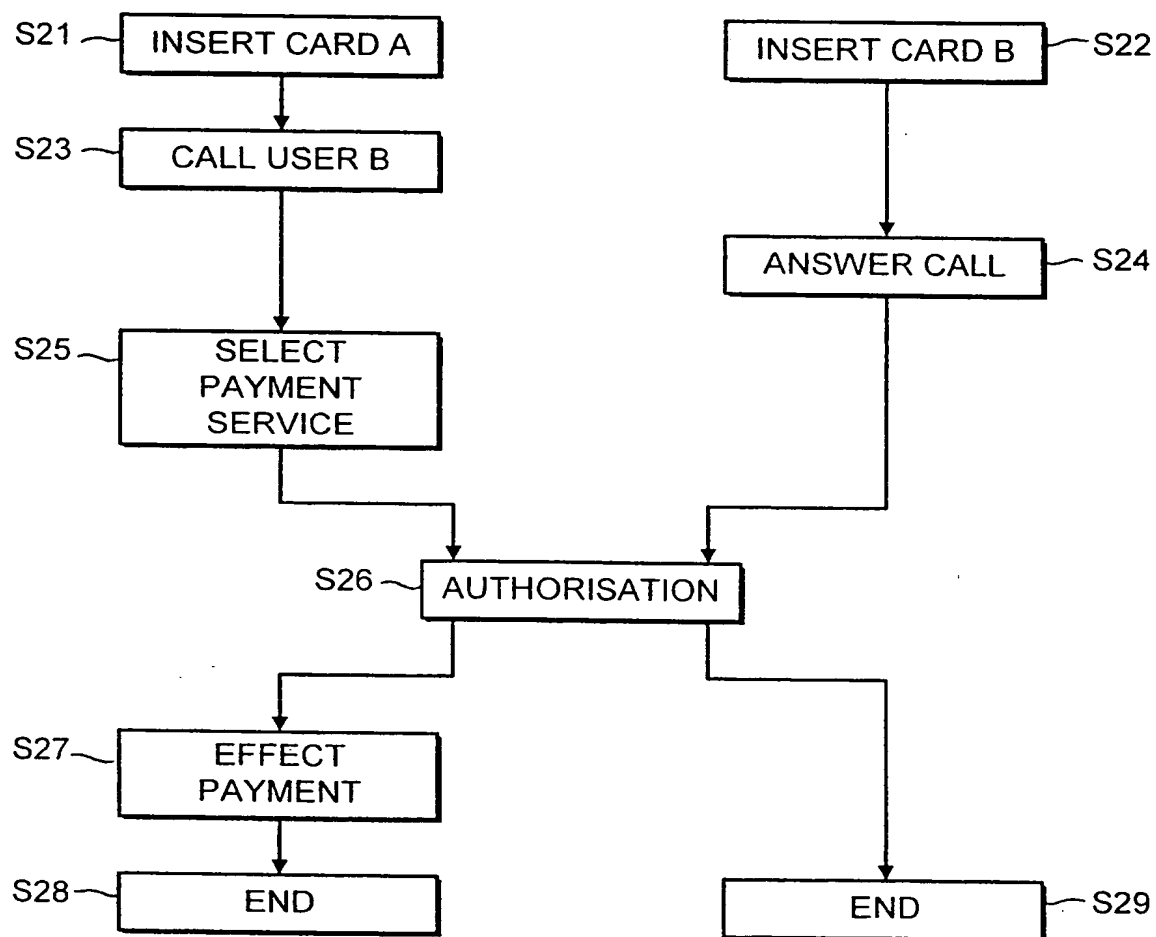 S21
INSERT CARD A
INSERT CARD B
S22
S23
CALL USER B
ANSWER CALL
S24
S25
SELECT
PAYMENT
SERVICE
S26
AUTHORISATION
S27
EFFECT
PAYMENT
S28
END
END
S29